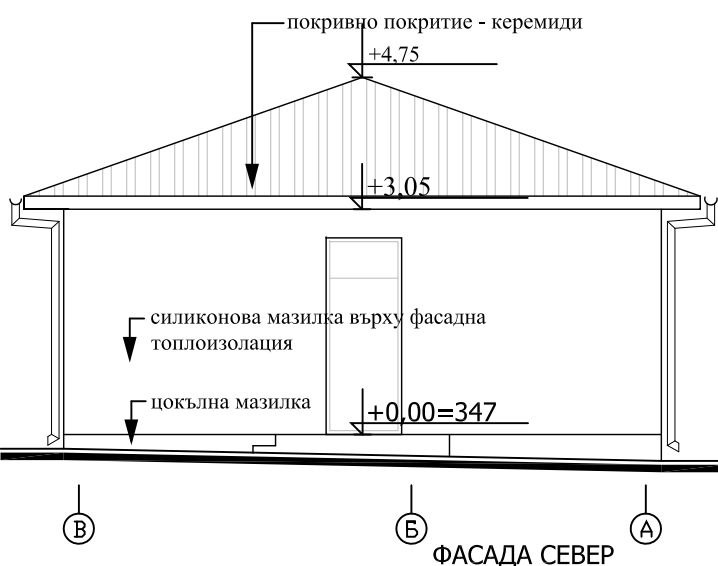 покривно покритие - керемиди
+4,75
+3,05
силиконова мазилка върху фасадна
топлоизолация
цокълна мазилка
+0,00=347
В
Б
А
ФАСАДА СЕВЕР